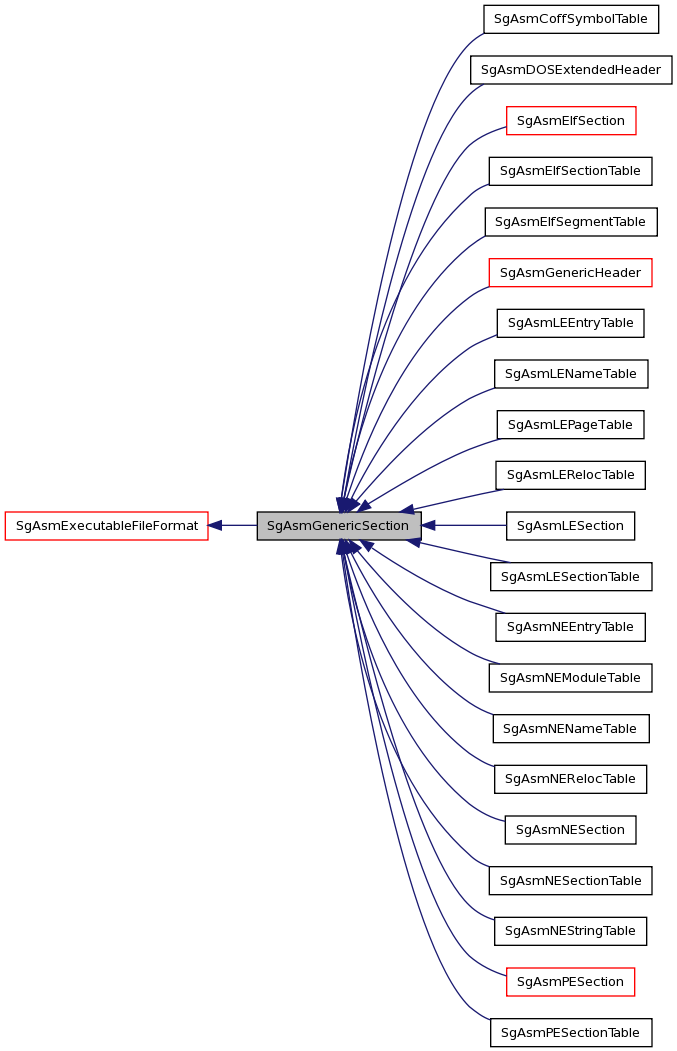 SgAsmCoffSymbolTable
SgAsmDOSExtendedHeader
SgAsmElfSection
SgAsmElfSectionTable
SgAsmElfSegmentTable
SgAsmGenericHeader
SgAsmLEEntryTable
SgAsmLENameTable
SgAsmLEPageTable
SgAsmLERelocTable
SgAsmExecutableFileFormat
SgAsmGenericSection
SgAsmLESection
SgAsmLESectionTable
SgAsmNEEntryTable
SgAsmNEModuleTable
SgAsmNENameTable
SgAsmNERelocTable
SgAsmNESection
SgAsmNESectionTable
SgAsmNEStringTable
SgAsmPESection
SgAsmPESectionTable